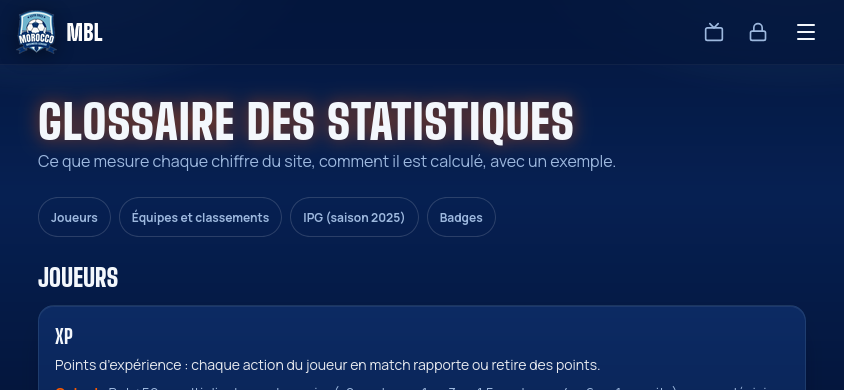 MOROCCO
MBL
GLOSSAIRE DES STATISTIQUES
Ce que mesure chaque chiffre du site, comment il est calculé, avec un exemple.
Joueurs
Équipes et classements
IPG (saison 2025)
Badges
JOUEURS
XP
Points d'expérience : chaque action du joueur en match rapporte ou retire des points.